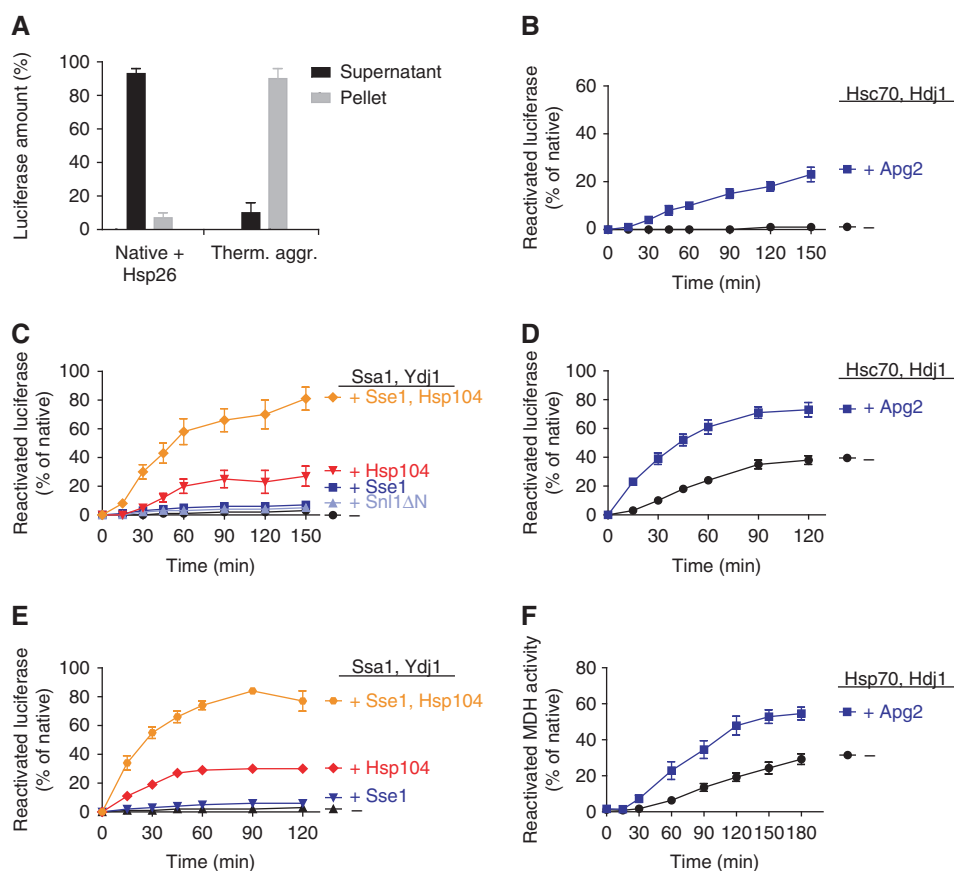 A
Luciferase amount (%)
100
80
60
40
20
0
Supernatant
Pellet
Native +
Hsp26
Therm. aggr.
B
Reactivated luciferase
(% of native)
60
40
20
0
0 30 60 90 120 150
Time (min)
Hsc70, Hdj1
+ Apg2
–
C
Reactivated luciferase
(% of native)
100
80
60
40
20
0
0 30 60 90 120 150
Time (min)
Ssa1, Ydj1
+ Sse1, Hsp104
+ Hsp104
+ Sse1
+ Snl1ΔN
–
D
Reactivated luciferase
(% of native)
100
80
60
40
20
0
0 30 60 90 120
Time (min)
Hsc70, Hdj1
+ Apg2
–
E
Reactivated luciferase
(% of native)
100
80
60
40
20
0
0 30 60 90 120
Time (min)
Ssa1, Ydj1
+ Sse1, Hsp104
+ Hsp104
+ Sse1
–
F
Reactivated MDH activity
(% of native)
80
60
40
20
0
0 30 60 90 120 150 180
Time (min)
Hsp70, Hdj1
+ Apg2
–